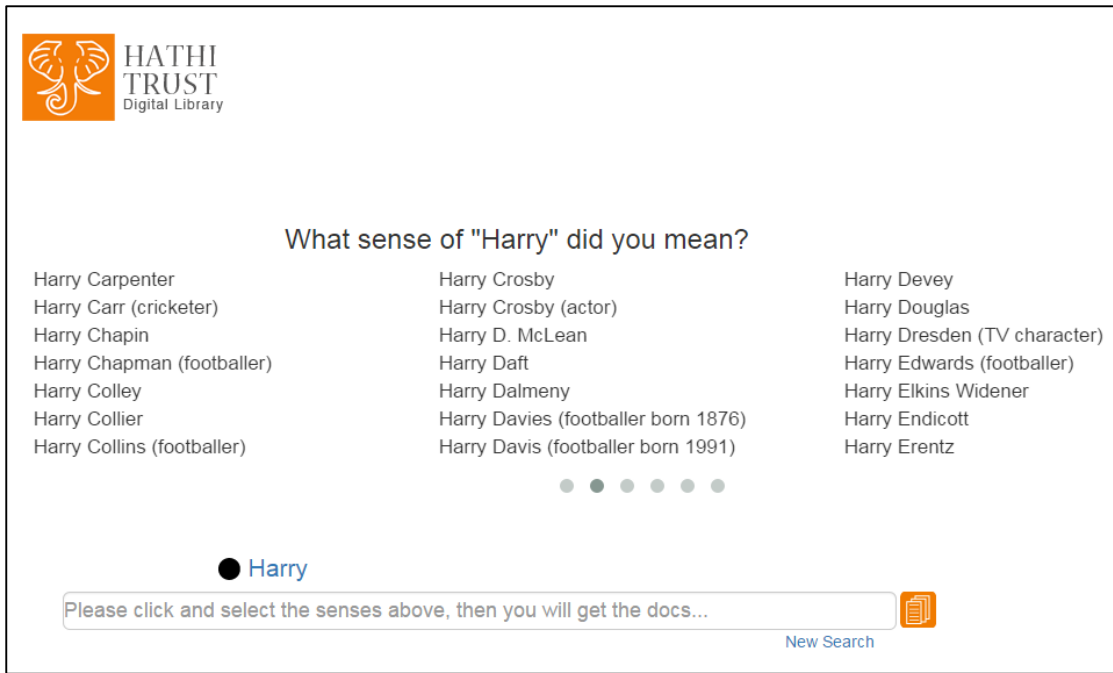 HATHI
TRUST
Digital Library
What sense of "Harry" did you mean?
Harry Carpenter
Harry Carr (cricketer)
Harry Chapin
Harry Chapman (footballer)
Harry Colley
Harry Collier
Harry Collins (footballer)
Harry Crosby
Harry Crosby (actor)
Harry D. McLean
Harry Daft
Harry Dalmeny
Harry Davies (footballer born 1876)
Harry Davis (footballer born 1991)
Harry Devey
Harry Douglas
Harry Dresden (TV character)
Harry Edwards (footballer)
Harry Elkins Widener
Harry Endicott
Harry Erentz
Harry
Please click and select the senses above, then you will get the docs...
New Search